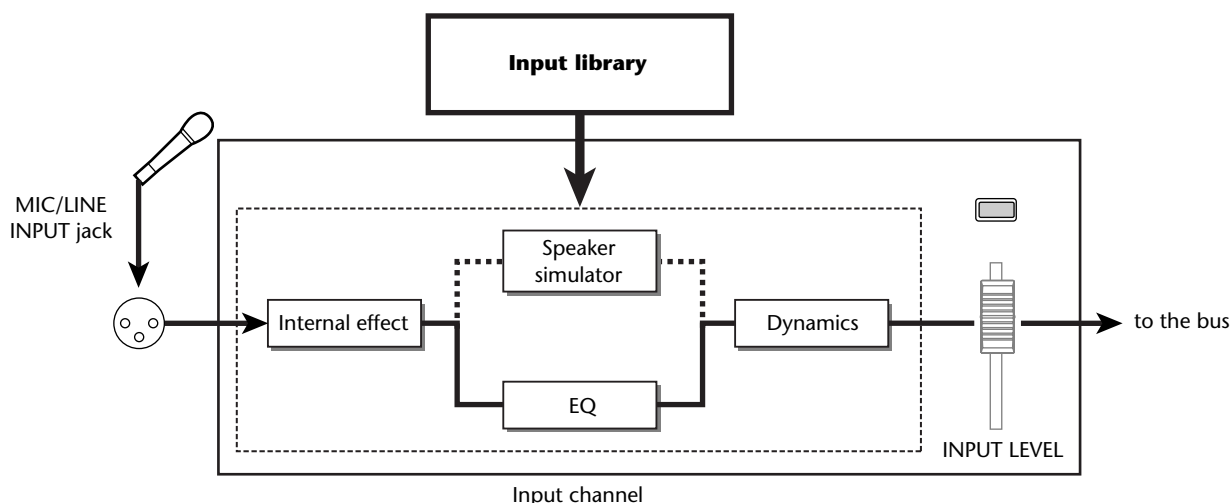 Input library
MIC/LINE
INPUT jack
Speaker
simulator
Internal effect
Dynamics
to the bus
EQ
INPUT LEVEL
Input channel